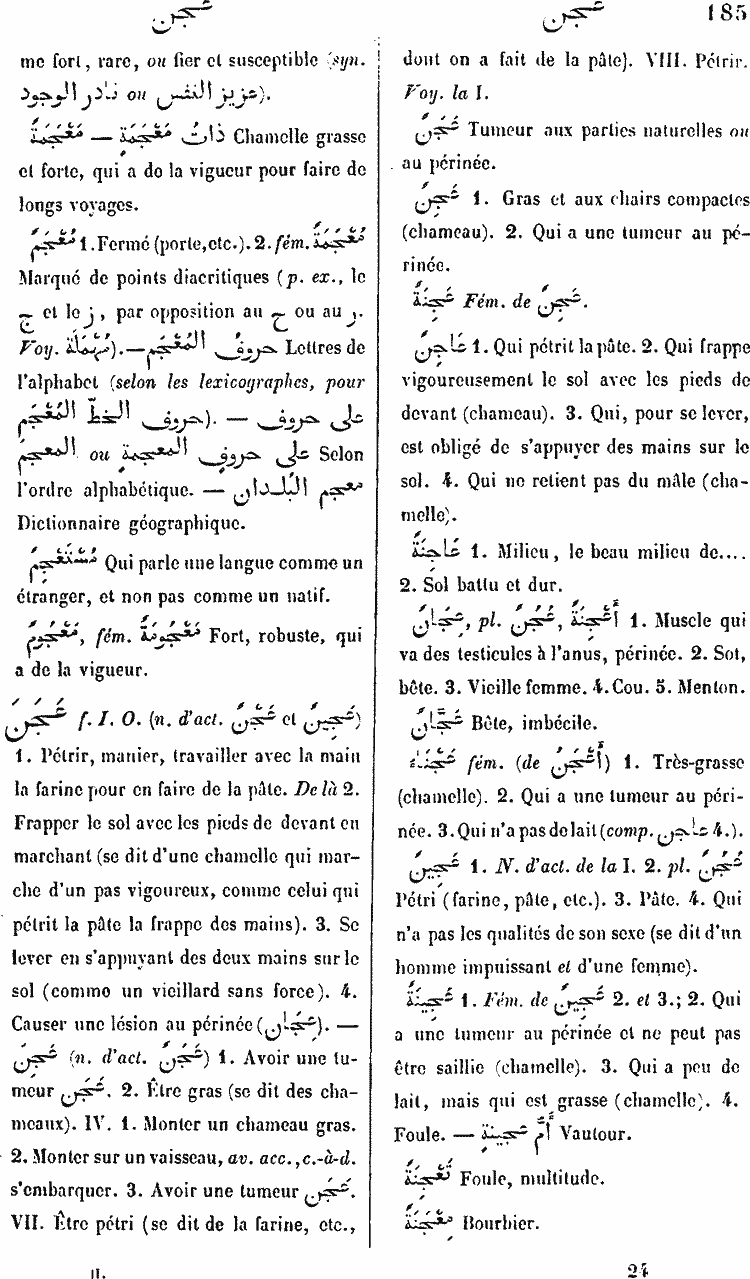 عجن
عجن 185
me fort, rare, ou fier et susceptible (syn.
عزيز النفس ou نادر الوجود).
ذَاتُ مَعْجَمَةٍ — مَعْجَمَةٌ Chamelle grasse
et forte, qui a de la vigueur pour faire de
longs voyages.
مُعْجَمٌ 1. Fermé (porte, etc.). 2. fém. مُعْجَمَةٌ
Marqué de points diacritiques (p. ex., le
ج et le ز, par opposition au ح ou au ر.
Voy. مُهْمَلَةٌ). — حروفُ المُعْجَمِ Lettres de
l'alphabet (selon les lexicographes, pour
حروف الخطّ المُعْجَمِ). — على حروف
المعجمِ ou على حروفِ المعجمةِ Selon
l'ordre alphabétique. — معجم البُلْدان
Dictionnaire géographique.
مُسْتَعْجِمٌ Qui parle une langue comme un
étranger, et non pas comme un natif.
مَعْجُومٌ, fém. مَعْجُومَةٌ Fort, robuste, qui
a de la vigueur.
عَجَنَ f. I. O. (n. d'act. عَجْنٌ et عَجِينٌ)
1. Pétrir, manier, travailler avec la main
la farine pour en faire de la pâte. De là 2.
Frapper le sol avec les pieds de devant en
marchant (se dit d'une chamelle qui mar-
che d'un pas vigoureux, comme celui qui
pétrit la pâte la frappe des mains). 3. Se
lever en s'appuyant des deux mains sur le
sol (comme un vieillard sans force). 4.
Causer une lésion au périnée (عِجَان). —
عَجِنَ (n. d'act. عَجَنٌ) 1. Avoir une tu-
meur عَجَن. 2. Être gras (se dit des cha-
meaux). IV. 1. Monter un chameau gras.
2. Monter sur un vaisseau, av. acc., c.-à-d.
s'embarquer. 3. Avoir une tumeur عَجَن.
VII. Être pétri (se dit de la farine, etc.,
II.
dont on a fait de la pâte). VIII. Pétrir.
Voy. la I.
عَجَنٌ Tumeur aux parties naturelles ou
au périnée.
عَجِنٌ 1. Gras et aux chairs compactes
(chameau). 2. Qui a une tumeur au pé-
rinée.
عَجِنَةٌ Fém. de عَجِنٌ.
عَاجِنٌ 1. Qui pétrit la pâte. 2. Qui frappe
vigoureusement le sol avec les pieds de
devant (chameau). 3. Qui, pour se lever,
est obligé de s'appuyer des mains sur le
sol. 4. Qui ne retient pas du mâle (cha-
melle).
عَاجِنَةٌ 1. Milieu, le beau milieu de....
2. Sol battu et dur.
عِجَانٌ, pl. عُجُنٌ, أَعْجِنَةٌ 1. Muscle qui
va des testicules à l'anus, périnée. 2. Sot,
bête. 3. Vieille femme. 4. Cou. 5. Menton.
عَجَّانٌ Bête, imbécile.
عَجْنَاءُ fém. (de أَعْجَنُ) 1. Très-grasse
(chamelle). 2. Qui a une tumeur au péri-
née. 3. Qui n'a pas de lait (comp. عاجن 4.).
عَجِينٌ 1. N. d'act. de la I. 2. pl. عُجُنٌ
Pétri (farine, pâte, etc.). 3. Pâte. 4. Qui
n'a pas les qualités de son sexe (se dit d'un
homme impuissant et d'une femme).
عَجِينَةٌ 1. Fém. de عَجِينٌ 2. et 3.; 2. Qui
a une tumeur au périnée et ne peut pas
être saillie (chamelle). 3. Qui a peu de
lait, mais qui est grasse (chamelle). 4.
Foule. — أُمُّ عَجِينةٍ Vautour.
تَعْجِنَةٌ Foule, multitude.
مَعْجِنَةٌ Bourbier.
24